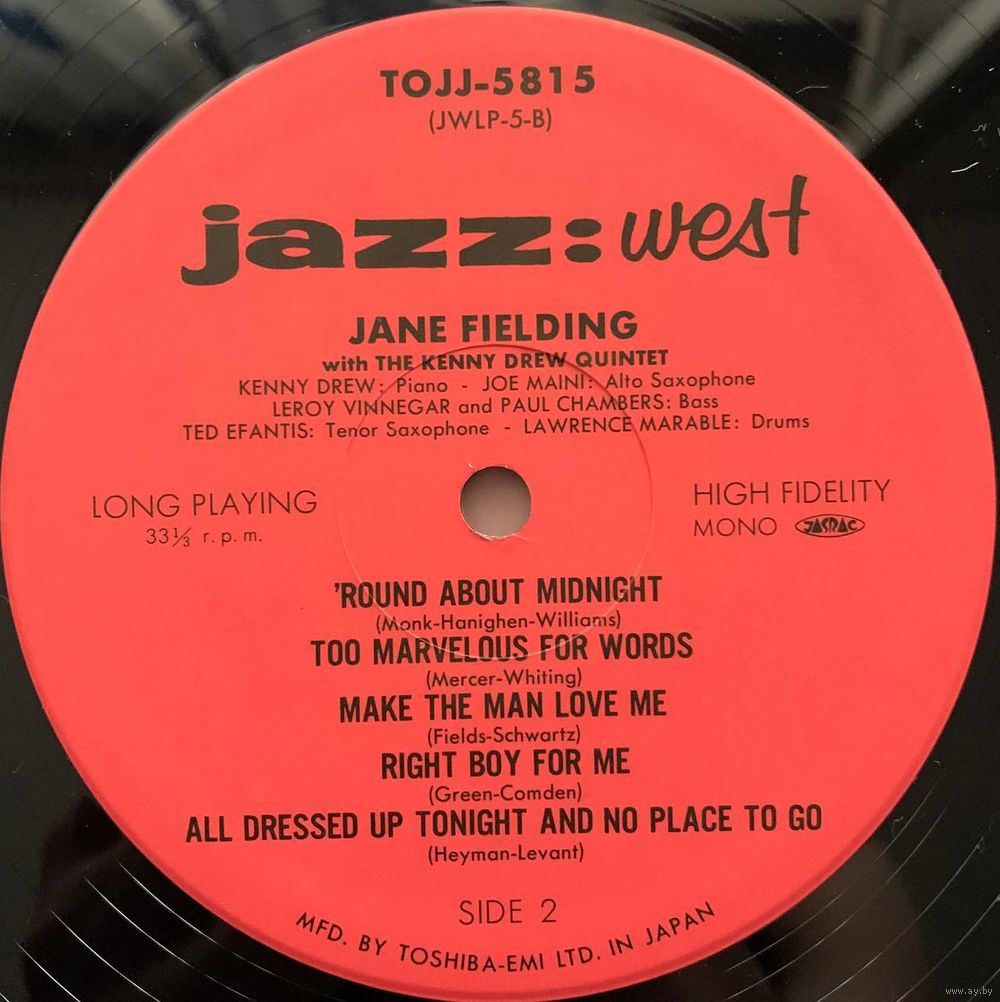 TOJJ-5815
(JWLP-5-B)
jazz:west
JANE FIELDING
with THE KENNY DREW QUINTET
KENNY DREW: Piano - JOE MAINI: Alto Saxophone
LEROY VINNEGAR and PAUL CHAMBERS: Bass
TED EFANTIS: Tenor Saxophone - LAWRENCE MARABLE: Drums
LONG PLAYING
33⅓ r.p.m.
HIGH FIDELITY
MONO JASRAC
'ROUND ABOUT MIDNIGHT
(Monk-Hanighen-Williams)
TOO MARVELOUS FOR WORDS
(Mercer-Whiting)
MAKE THE MAN LOVE ME
(Fields-Schwartz)
RIGHT BOY FOR ME
(Green-Comden)
ALL DRESSED UP TONIGHT AND NO PLACE TO GO
(Heyman-Levant)
SIDE 2
MFD. BY TOSHIBA-EMI LTD. IN JAPAN
www.ay.by